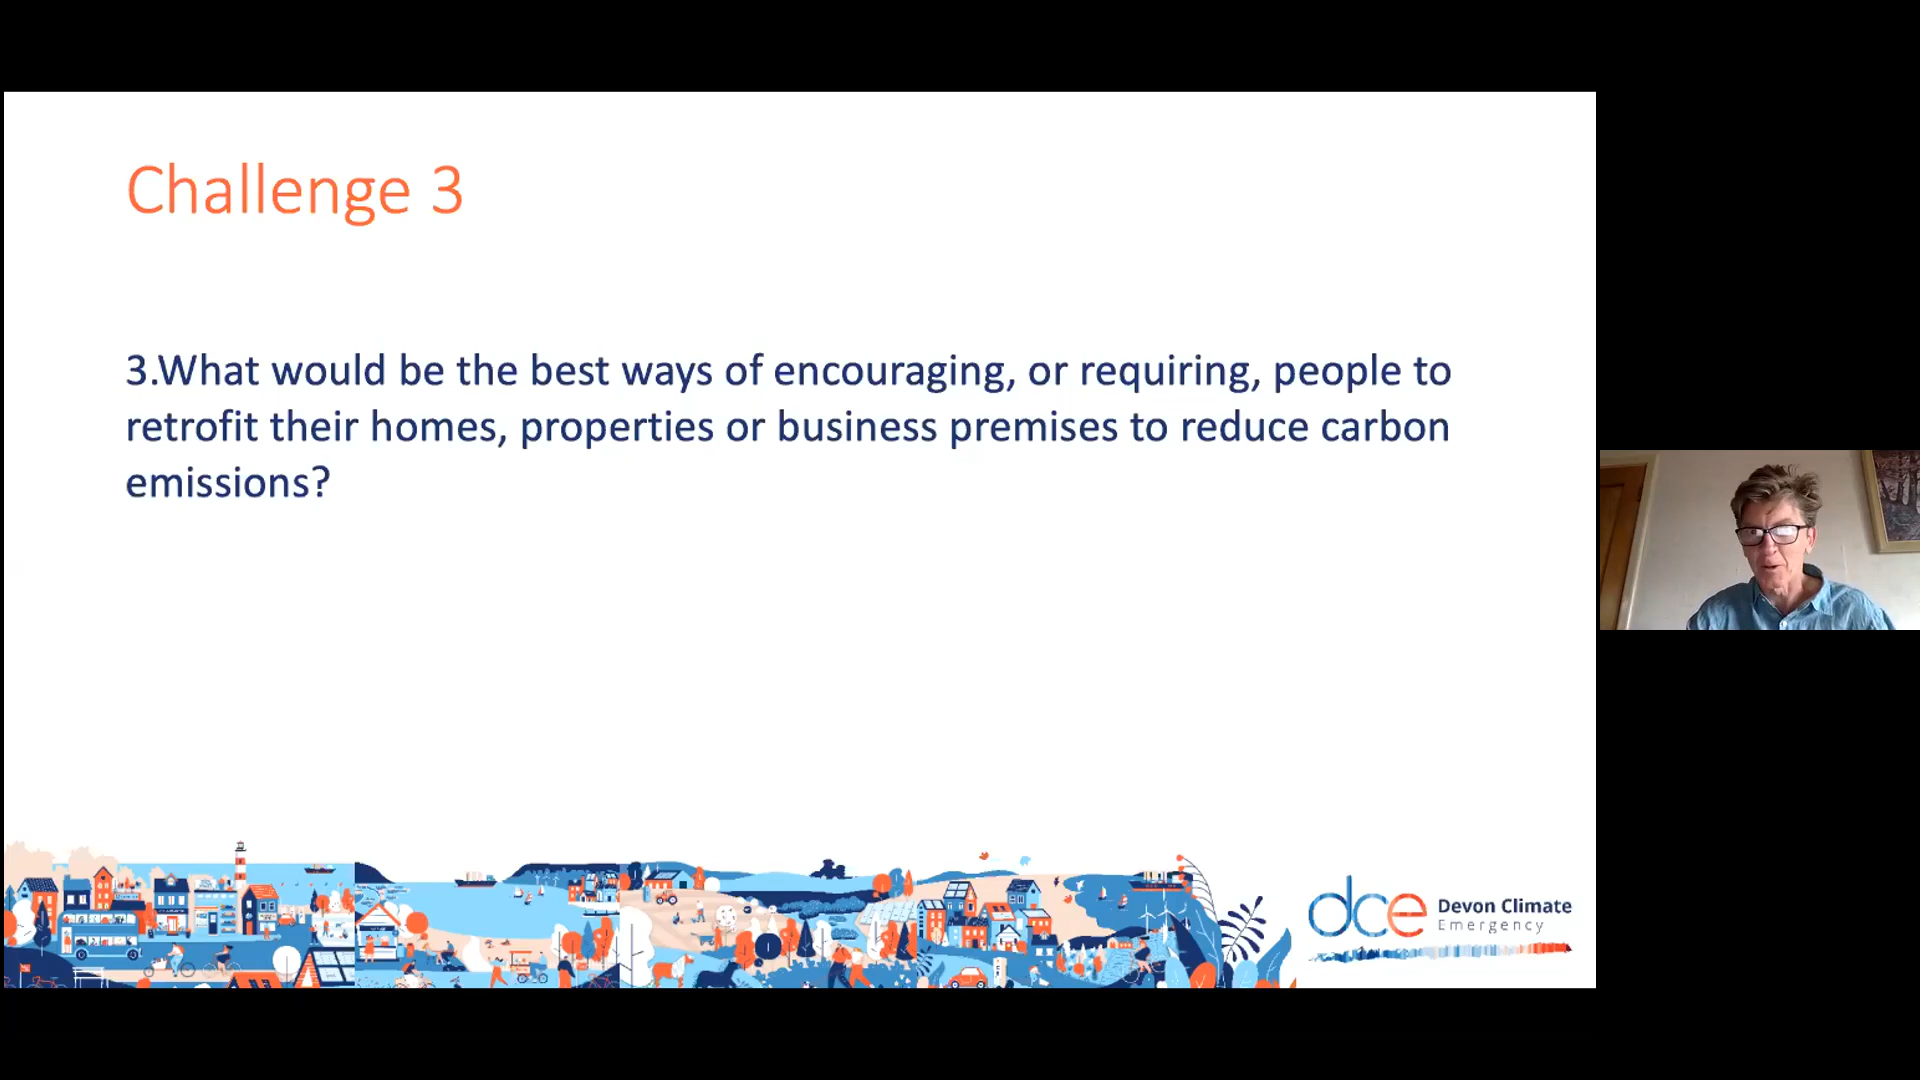 Challenge 3
3.What would be the best ways of encouraging, or requiring, people to
retrofit their homes, properties or business premises to reduce carbon
emissions?
dce Devon Climate
Emergency